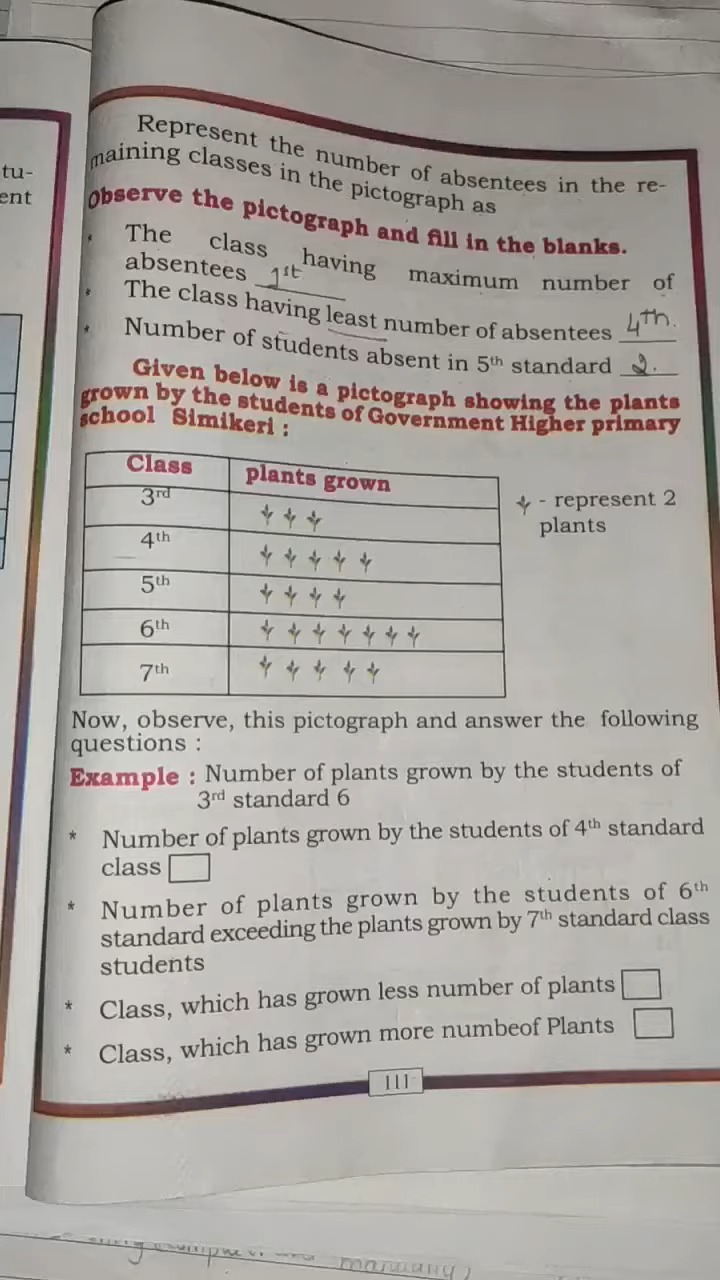 tu-
ent
Represent the number of absentees in the re-
maining classes in the pictograph as
Observe the pictograph and fill in the blanks.
* The class having maximum number of
absentees 1st
* The class having least number of absentees 4th.
* Number of students absent in 5th standard 2.
Given below is a pictograph showing the plants
grown by the students of Government Higher primary
school Simikeri :
Class plants grown
3rd
4th
5th
6th
7th
- represent 2
plants
Now, observe, this pictograph and answer the following
questions :
Example : Number of plants grown by the students of
3rd standard 6
* Number of plants grown by the students of 4th standard
class
* Number of plants grown by the students of 6th
standard exceeding the plants grown by 7th standard class
students
* Class, which has grown less number of plants
* Class, which has grown more numbeof Plants
111